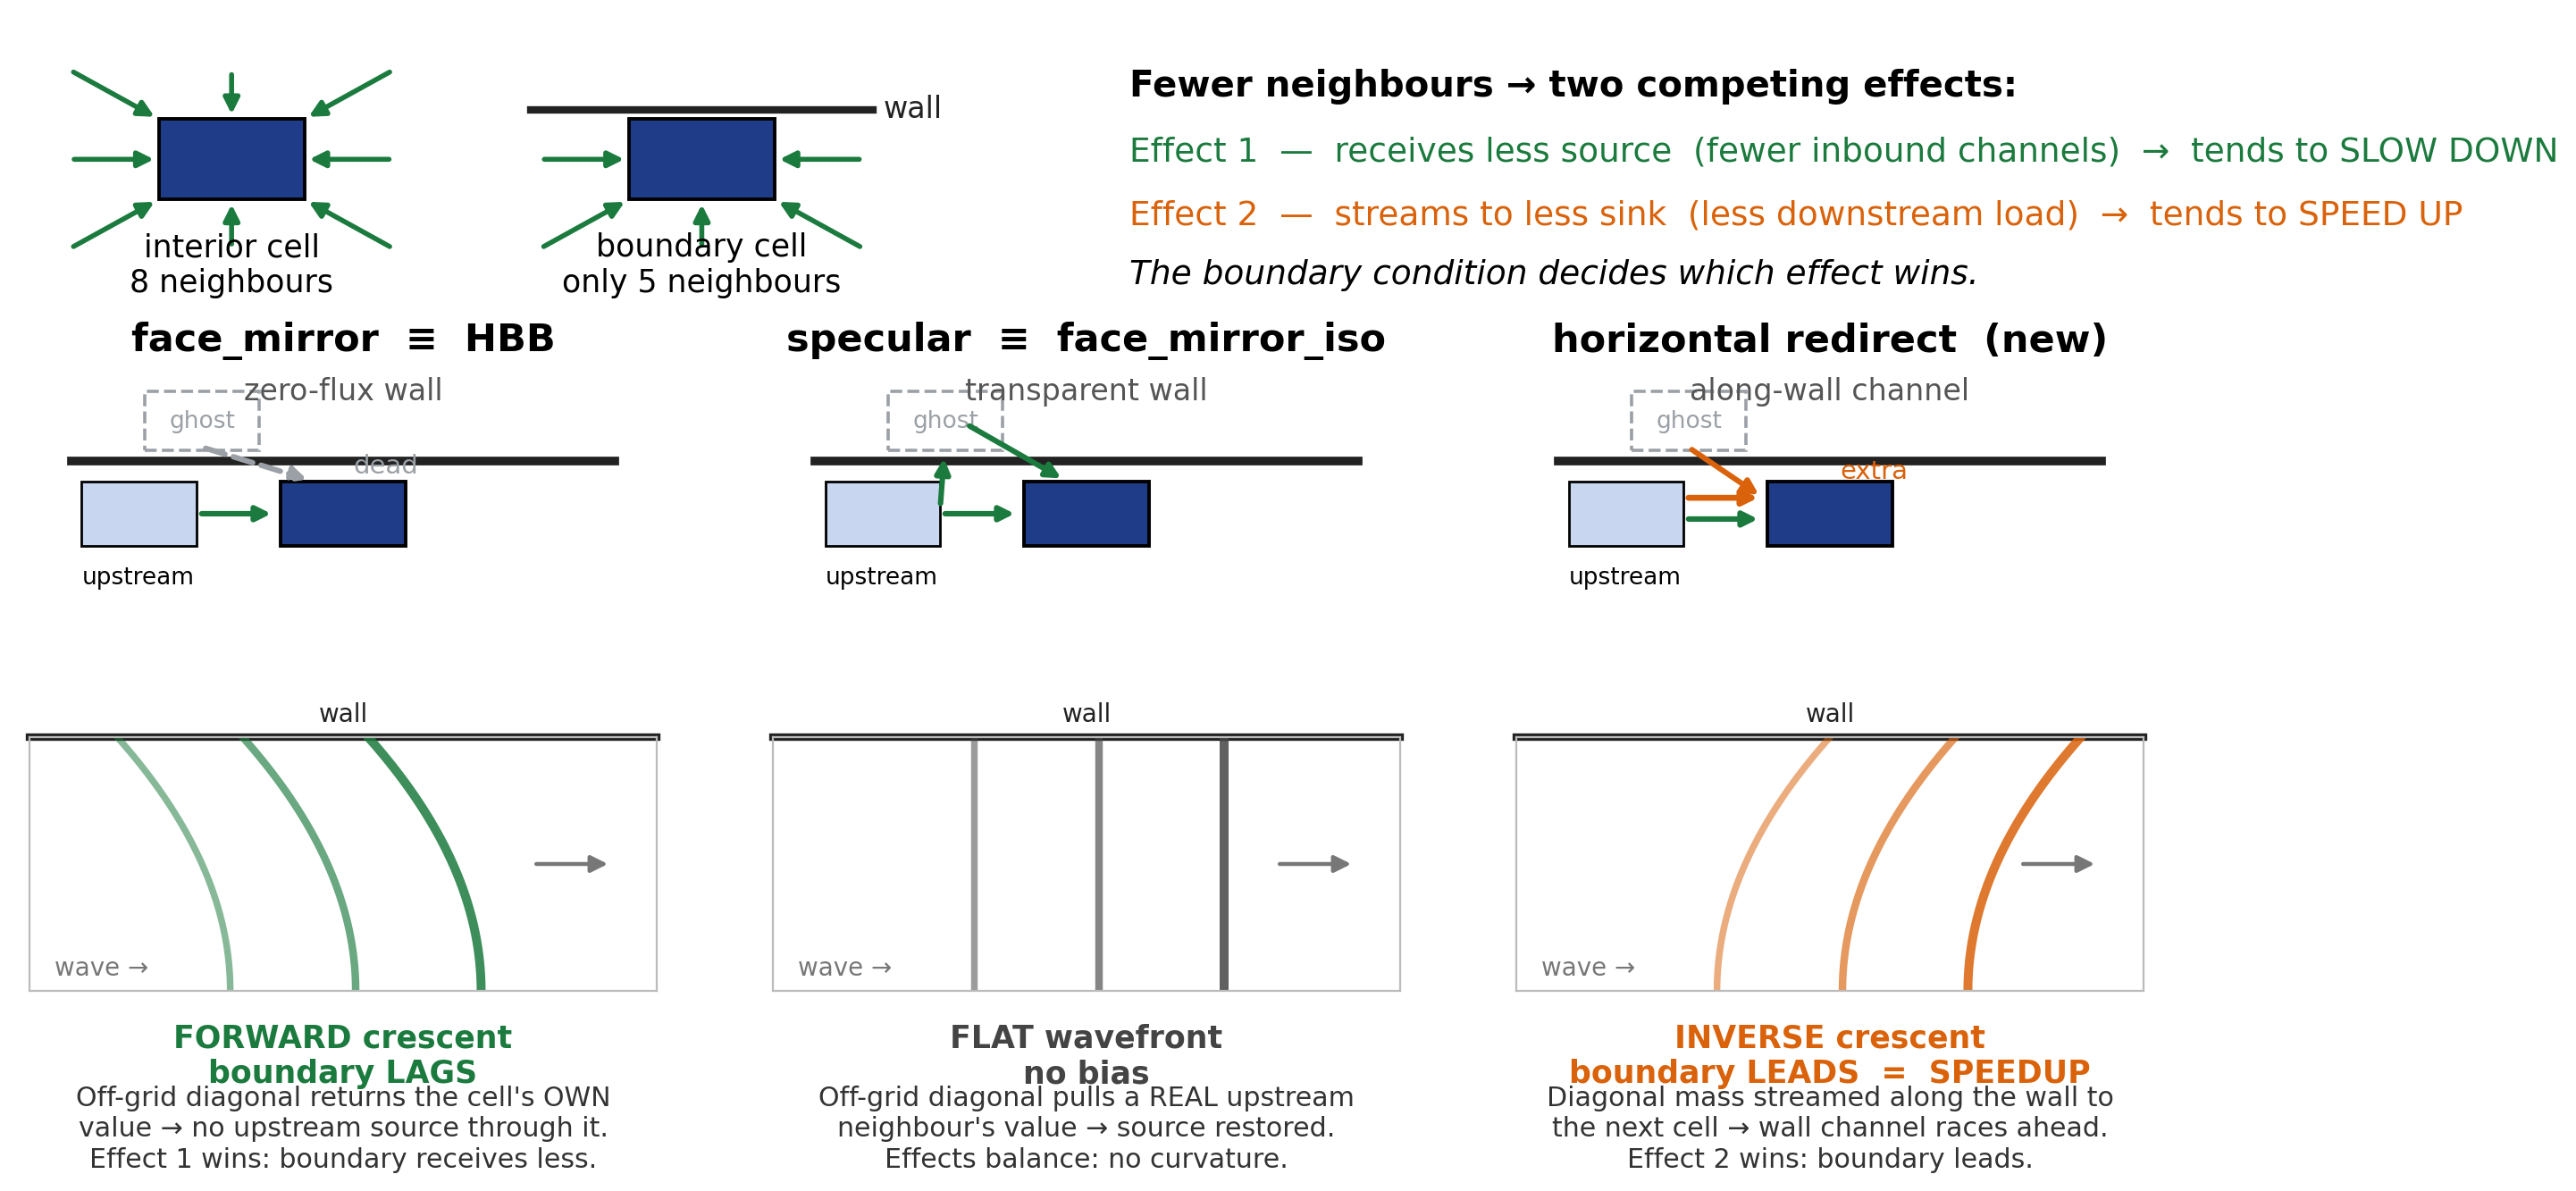 wall
interior cell
8 neighbours
boundary cell
only 5 neighbours
Fewer neighbours → two competing effects:
Effect 1 — receives less source (fewer inbound channels) → tends to SLOW DOWN
Effect 2 — streams to less sink (less downstream load) → tends to SPEED UP
The boundary condition decides which effect wins.
face_mirror ≡ HBB
zero-flux wall
ghost
dead
upstream
specular ≡ face_mirror_iso
transparent wall
ghost
upstream
horizontal redirect (new)
along-wall channel
ghost
extra
upstream
wall
wave →
FORWARD crescent
boundary LAGS
Off-grid diagonal returns the cell's OWN
value → no upstream source through it.
Effect 1 wins: boundary receives less.
wall
wave →
FLAT wavefront
no bias
Off-grid diagonal pulls a REAL upstream
neighbour's value → source restored.
Effects balance: no curvature.
wall
wave →
INVERSE crescent
boundary LEADS = SPEEDUP
Diagonal mass streamed along the wall to
the next cell → wall channel races ahead.
Effect 2 wins: boundary leads.